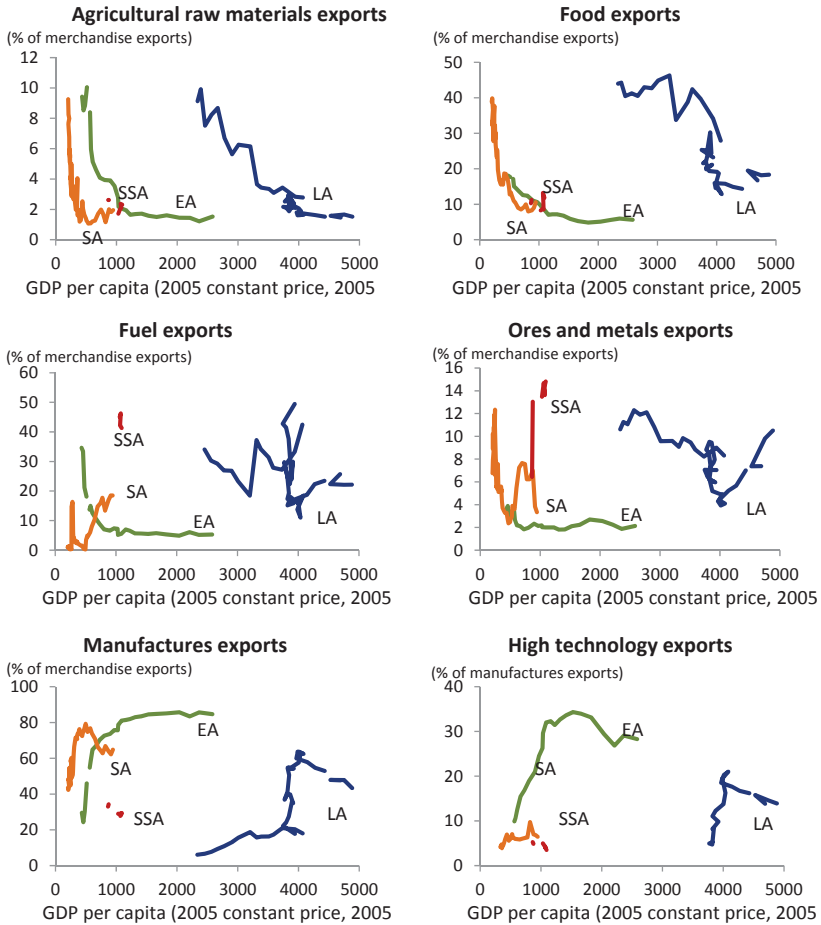 Agricultural raw materials exports
(% of merchandise exports)
12
10
8
6
4
2
0
SSA
EA
LA
SA
0 1000 2000 3000 4000 5000
GDP per capita (2005 constant price, 2005
Food exports
(% of merchandise exports)
50
40
30
20
10
0
SSA
EA
LA
SA
0 1000 2000 3000 4000 5000
GDP per capita (2005 constant price, 2005
Fuel exports
(% of merchandise exports)
60
50
40
30
20
10
0
SSA
SA
EA
LA
0 1000 2000 3000 4000 5000
GDP per capita (2005 constant price, 2005
Ores and metals exports
(% of merchandise exports)
16
14
12
10
8
6
4
2
0
SSA
SA
EA
LA
0 1000 2000 3000 4000 5000
GDP per capita (2005 constant price, 2005
Manufactures exports
(% of merchandise exports)
100
80
60
40
20
0
EA
SA
SSA
LA
0 1000 2000 3000 4000 5000
GDP per capita (2005 constant price, 2005
High technology exports
(% of manufactures exports)
40
30
20
10
0
EA
SA
SSA
LA
0 1000 2000 3000 4000 5000
GDP per capita (2005 constant price, 2005